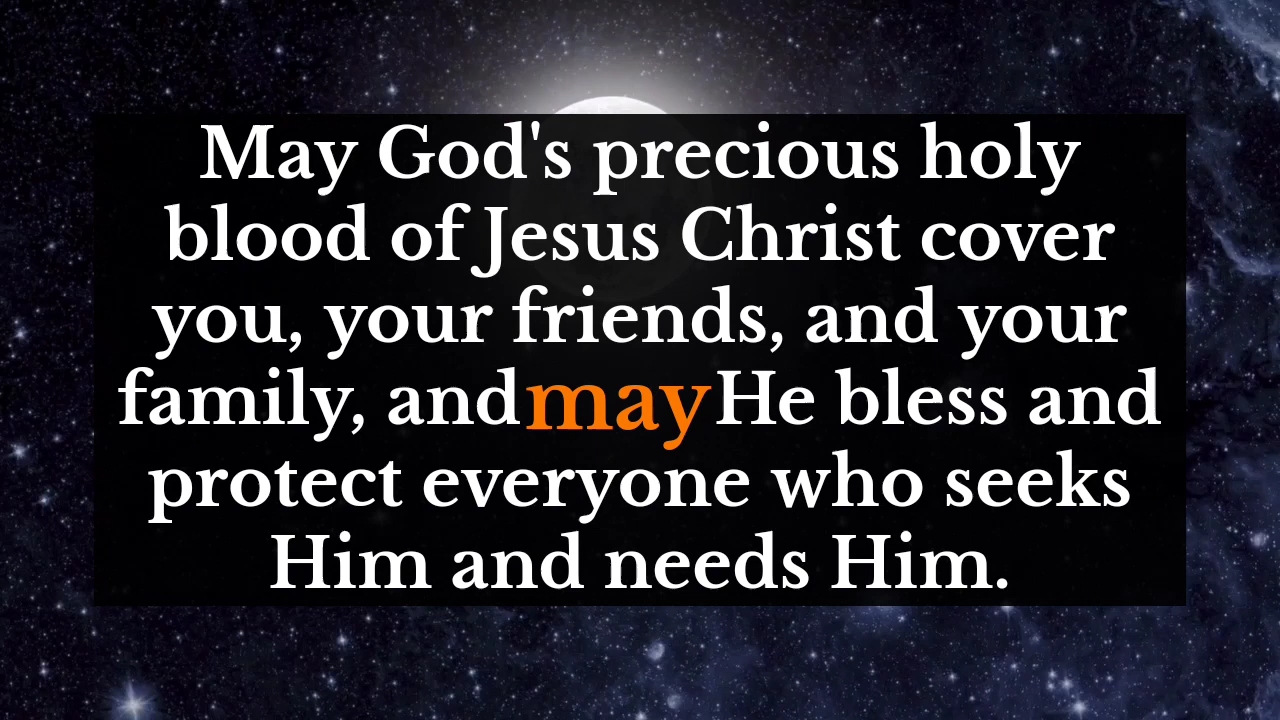 May God's precious holy
blood of Jesus Christ cover
you, your friends, and your
family, and may He bless and
protect everyone who seeks
Him and needs Him.